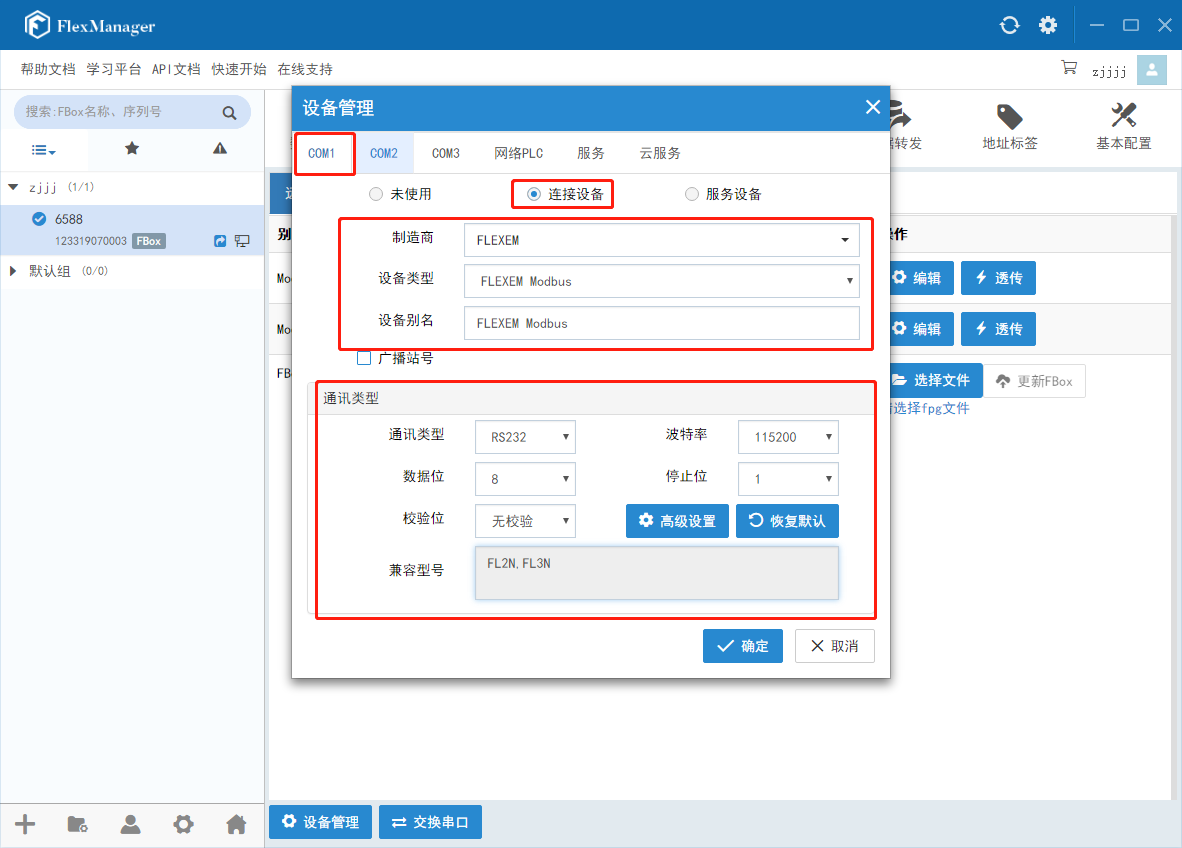 FlexManager
帮助文档 学习平台 API文档 快速开始 在线支持
zjjjj
搜索:FBox名称、序列号
zjjj (1/1)
6588
123319070003 FBox
默认组 (0/0)
设备管理
COM1 COM2 COM3 网络PLC 服务 云服务
未使用 连接设备 服务设备
制造商 FLEXEM
设备类型 FLEXEM Modbus
设备别名 FLEXEM Modbus
广播站号
通讯类型
通讯类型 RS232 波特率 115200
数据位 8 停止位 1
校验位 无校验 高级设置 恢复默认
兼容型号 FL2N,FL3N
确定 取消
转发 地址标签 基本配置
别
作
Mo
编辑 透传
Mo
编辑 透传
FB
选择文件 更新FBox
选择fpg文件
设备管理 交换串口